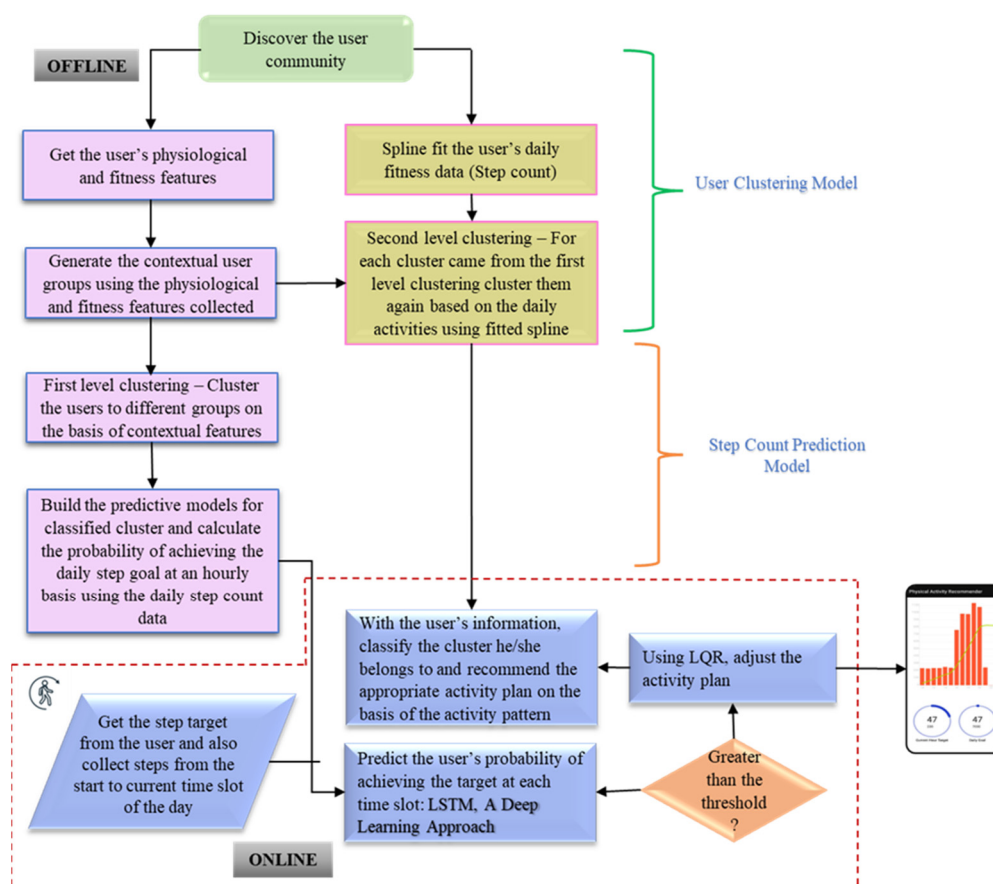 Discover the user
community
OFFLINE
Get the user's physiological
and fitness features
Spline fit the user's daily
fitness data (Step count)
User Clustering Model
Generate the contextual user
groups using the physiological
and fitness features collected
Second level clustering – For
each cluster came from the first
level clustering cluster them
again based on the daily
activities using fitted spline
First level clustering – Cluster
the users to different groups on
the basis of contextual features
Step Count Prediction
Model
Build the predictive models for
classified cluster and calculate
the probability of achieving the
daily step goal at an hourly
basis using the daily step count
data
With the user's information,
classify the cluster he/she
belongs to and recommend the
appropriate activity plan on the
basis of the activity pattern
Using LQR, adjust the
activity plan
Physical Activity Recommender
47
47
Get the step target
from the user and also
collect steps from the
start to current time slot
of the day
Predict the user's probability of
achieving the target at each
time slot: LSTM, A Deep
Learning Approach
Greater
than the
threshold
?
ONLINE